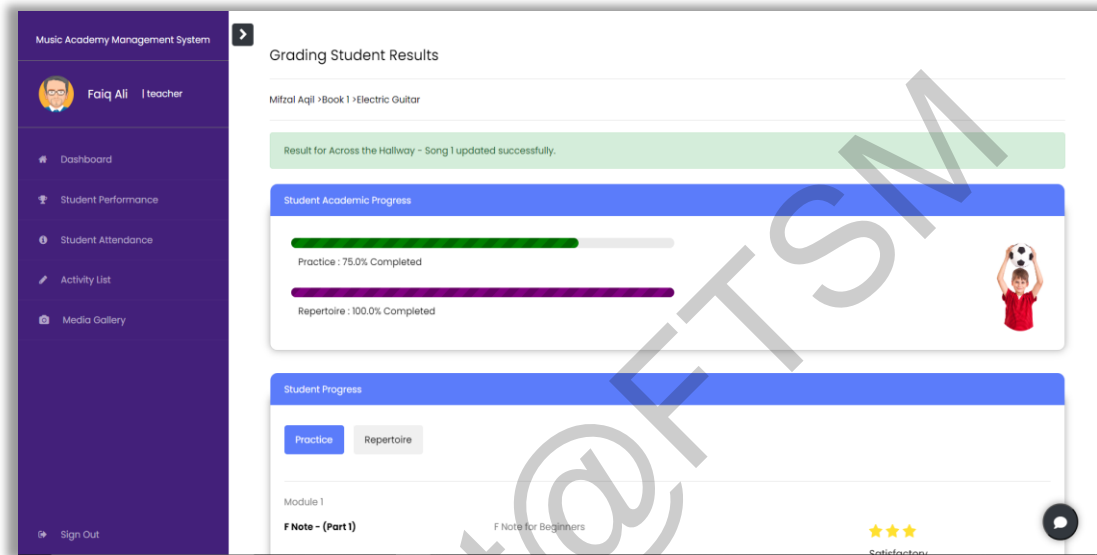 Music Academy Management System
Faiq Ali | teacher
Dashboard
Student Performance
Student Attendance
Activity List
Media Gallery
Sign Out
Grading Student Results
Mifzal Aqil >Book 1 >Electric Guitar
Result for Across the Hallway - Song 1 updated successfully.
Student Academic Progress
Practice : 75.0% Completed
Repertoire : 100.0% Completed
Student Progress
Practice Repertoire
Module 1
F Note - (Part 1) F Note for Beginners
Satisfactory
t@FTSM